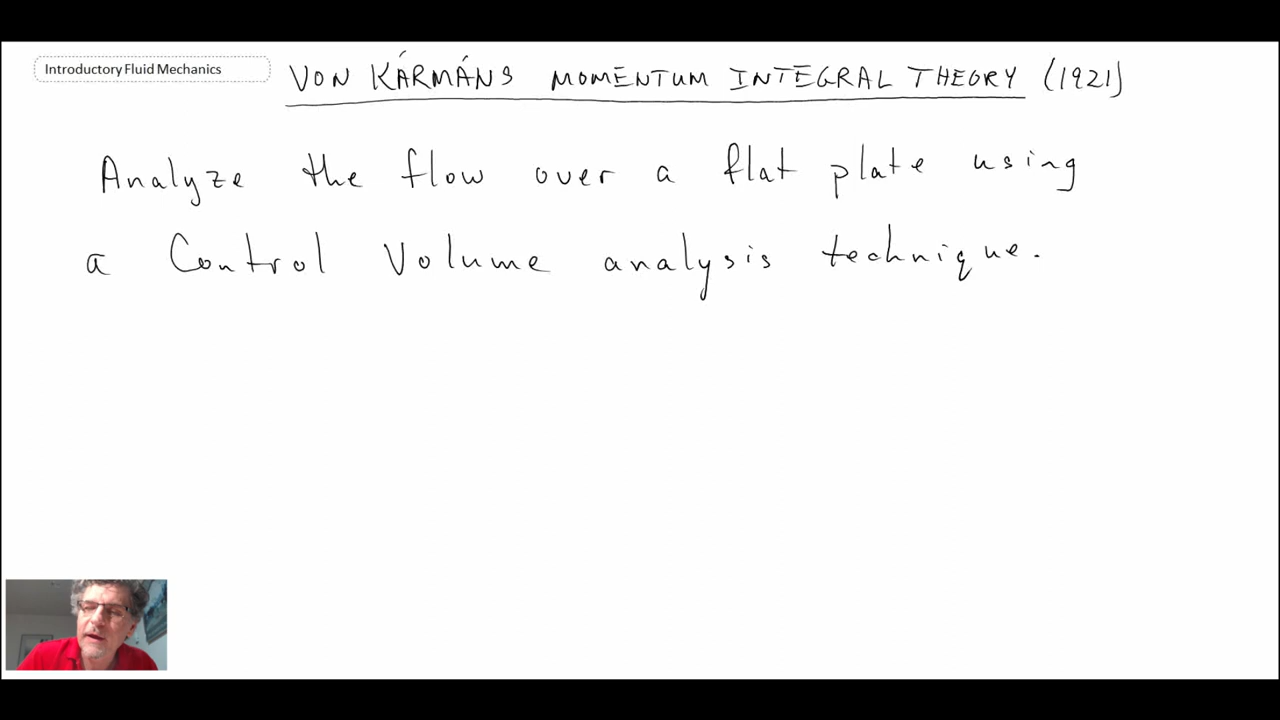 Introductory Fluid Mechanics
VON KÁRMÁNS MOMENTUM INTEGRAL THEORY (1921)
Analyze the flow over a flat plate using
a Control Volume analysis technique.